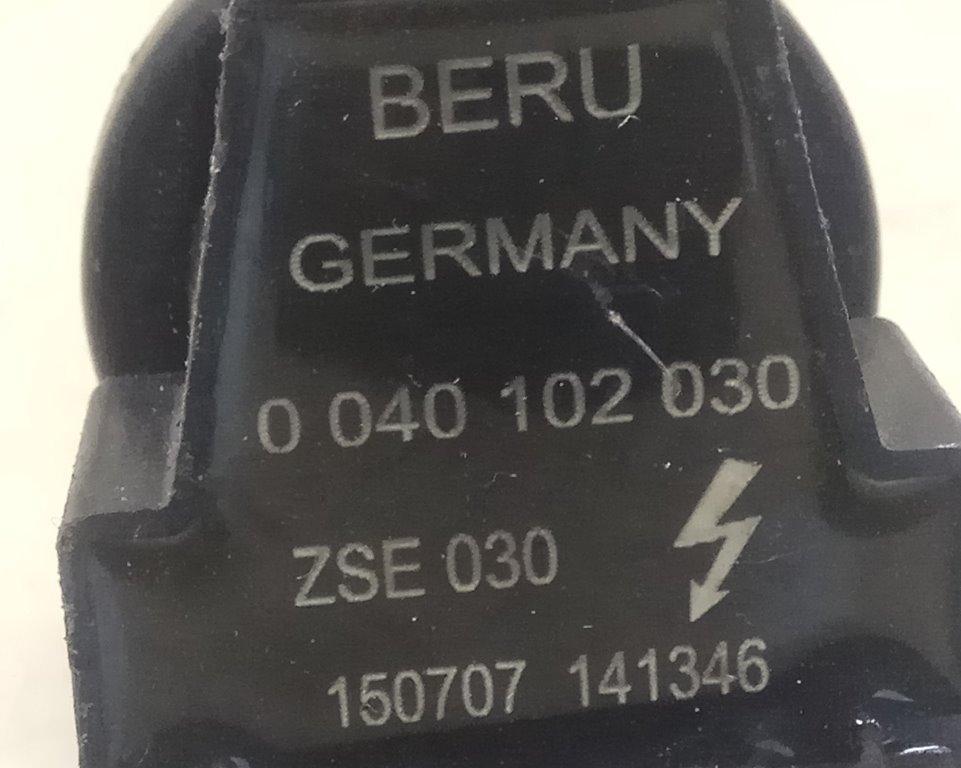 BERU
GERMANY
0 040 102 030
ZSE 030
150707 141346